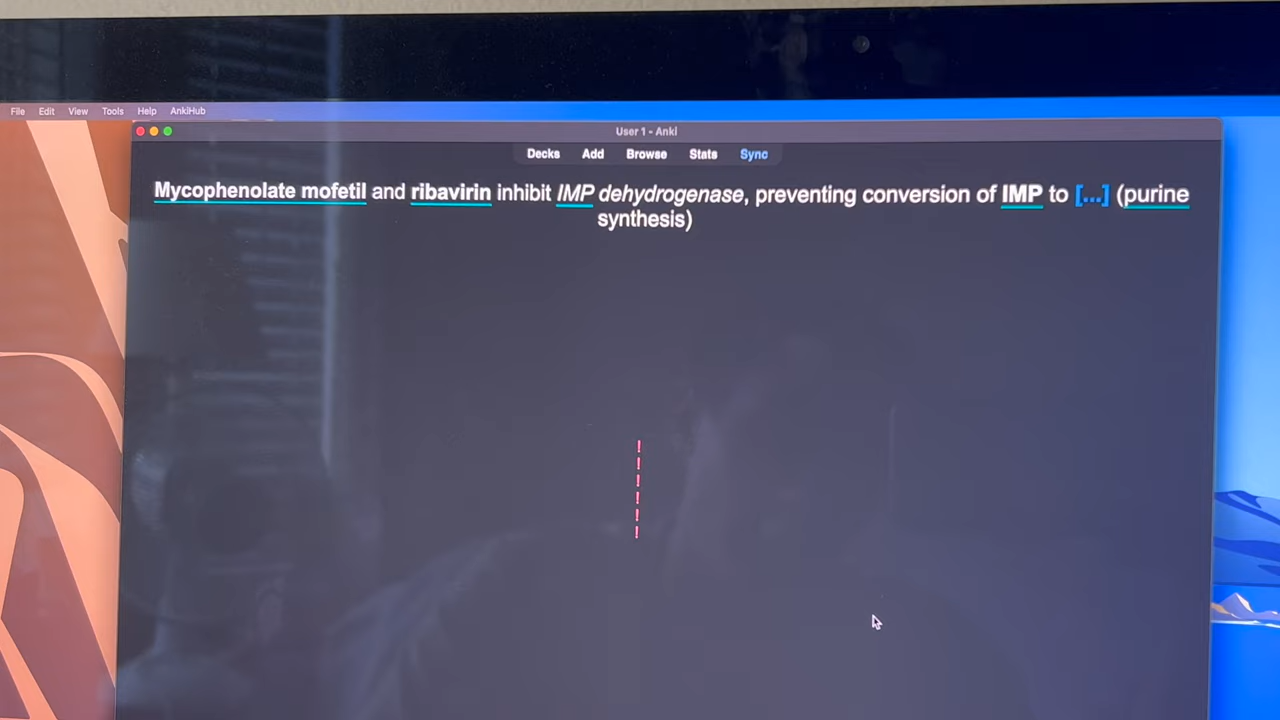 File Edit View Tools Help AnkiHub
User 1 - Anki
Decks Add Browse Stats Sync
Mycophenolate mofetil and ribavirin inhibit IMP dehydrogenase, preventing conversion of IMP to [...] (purine
synthesis)
!
!
!
!
!
!